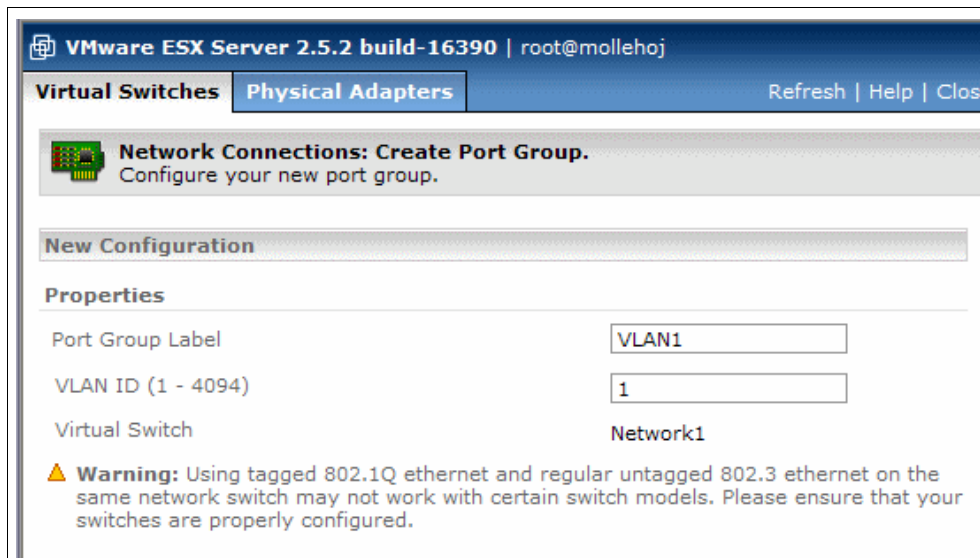 VMware ESX Server 2.5.2 build-16390 | root@mollehoj
Virtual Switches Physical Adapters Refresh | Help | Clos
Network Connections: Create Port Group.
Configure your new port group.
New Configuration
Properties
Port Group Label VLAN1
VLAN ID (1 - 4094) 1
Virtual Switch Network1
Warning: Using tagged 802.1Q ethernet and regular untagged 802.3 ethernet on the
same network switch may not work with certain switch models. Please ensure that your
switches are properly configured.